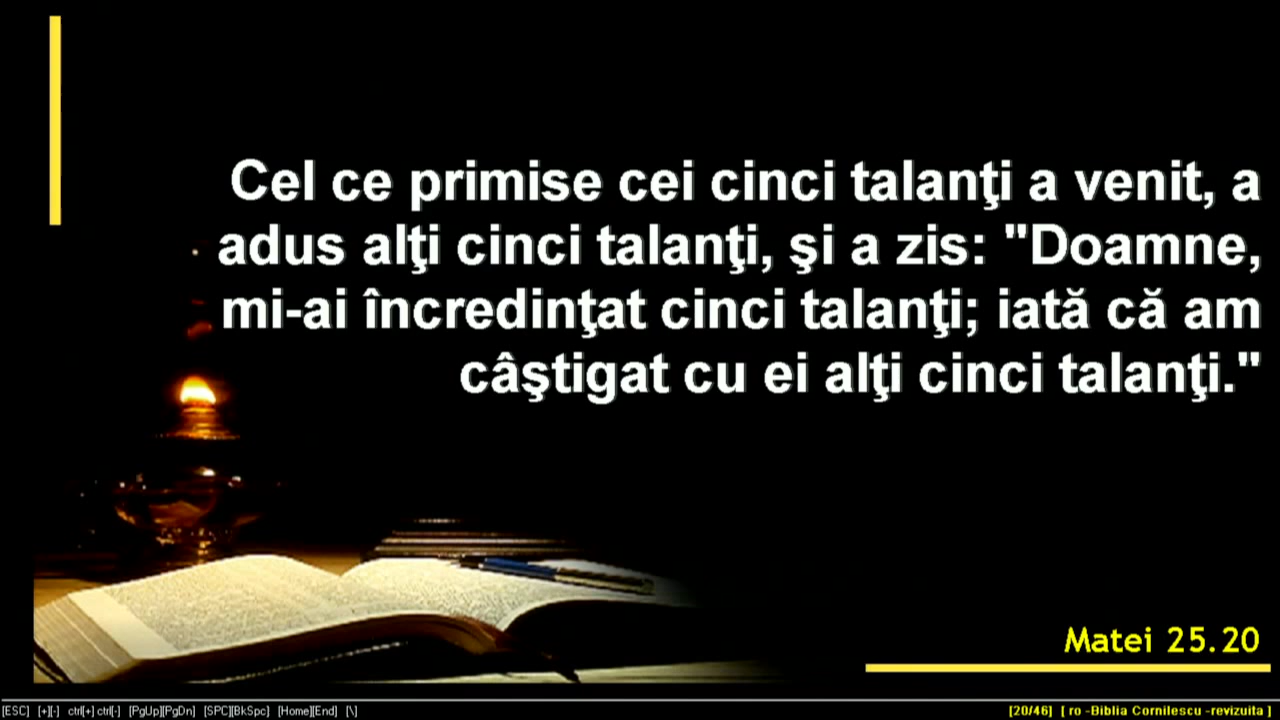 Cel ce primise cei cinci talanţi a venit, a
adus alţi cinci talanţi, şi a zis: "Doamne,
mi-ai încredinţat cinci talanţi; iată că am
câştigat cu ei alţi cinci talanţi."
Matei 25.20
[ESC] [+][-] ctrl[+] ctrl[-] [PgUp][PgDn] [SPC][BkSpc] [Home][End] [\]
[20/46] [ ro -Biblia Cornilescu -revizuita ]